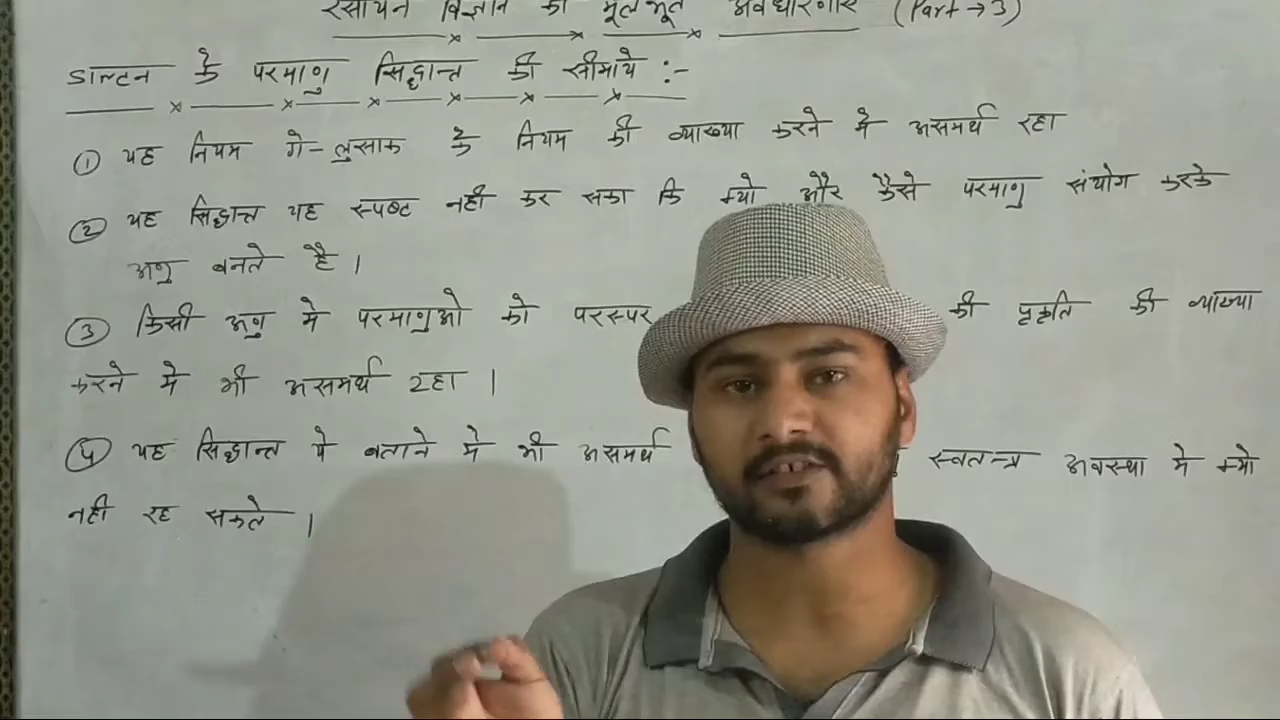 रसायन विज्ञान की मूलभूत अवधारणाए (Part → 3)
डाल्टन के परमाणु सिद्धान्त की सीमाये :-
① यह नियम गे-लुसाक के नियम की व्याख्या करने मे असमर्थ रहा
② यह सिद्धान्त यह स्पष्ट नही कर सका कि क्यो और कैसे परमाणु संयोग करके
अणु बनते है ।
③ किसी अणु मे परमाणुओ को परस्पर की प्रकृति की व्याख्या
करने मे भी असमर्थ रहा ।
④ यह सिद्धान्त ये बताने मे भी असमर्थ स्वतन्त्र अवस्था मे क्यो
नही रह सकते ।